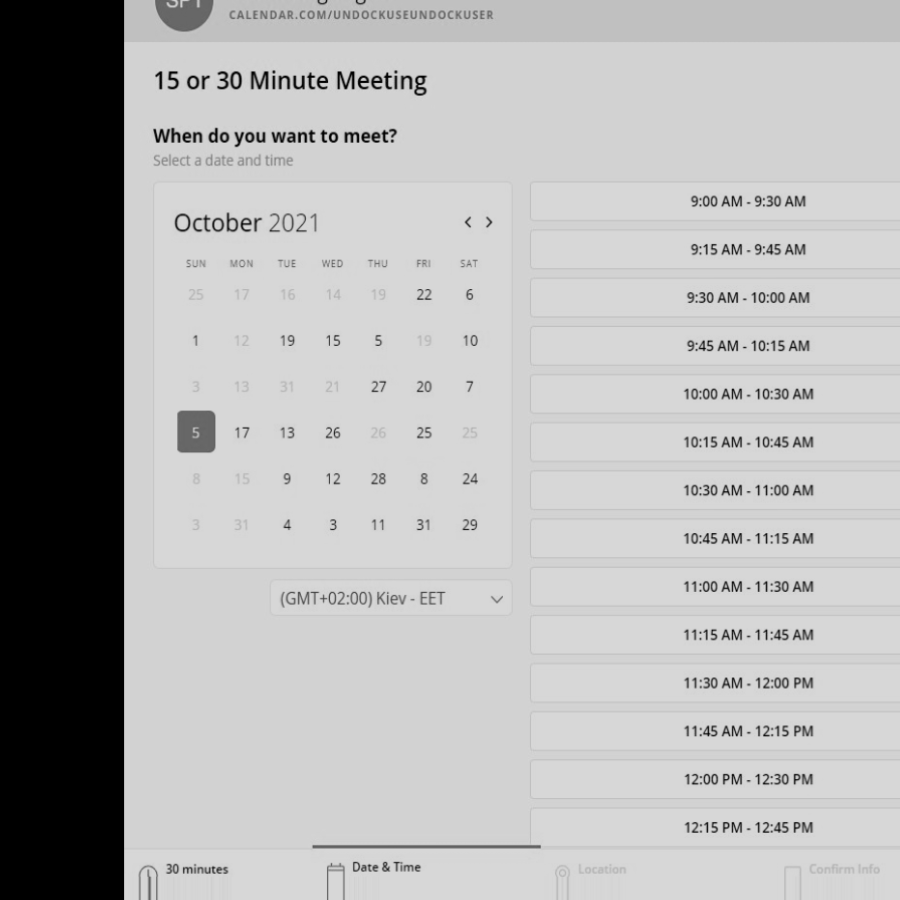 CALENDAR.COM/UNDOCKUSEUNDOCKUSER
15 or 30 Minute Meeting
When do you want to meet?
Select a date and time
October 2021
SUN MON TUE WED THU FRI SAT
25 17 16 14 19 22 6
1 12 19 15 5 19 10
3 13 31 21 27 20 7
5 17 13 26 26 25 25
8 15 9 12 28 8 24
3 31 4 3 11 31 29
(GMT+02:00) Kiev - EET
9:00 AM - 9:30 AM
9:15 AM - 9:45 AM
9:30 AM - 10:00 AM
9:45 AM - 10:15 AM
10:00 AM - 10:30 AM
10:15 AM - 10:45 AM
10:30 AM - 11:00 AM
10:45 AM - 11:15 AM
11:00 AM - 11:30 AM
11:15 AM - 11:45 AM
11:30 AM - 12:00 PM
11:45 AM - 12:15 PM
12:00 PM - 12:30 PM
12:15 PM - 12:45 PM
30 minutes
Date & Time
Location
Confirm Info